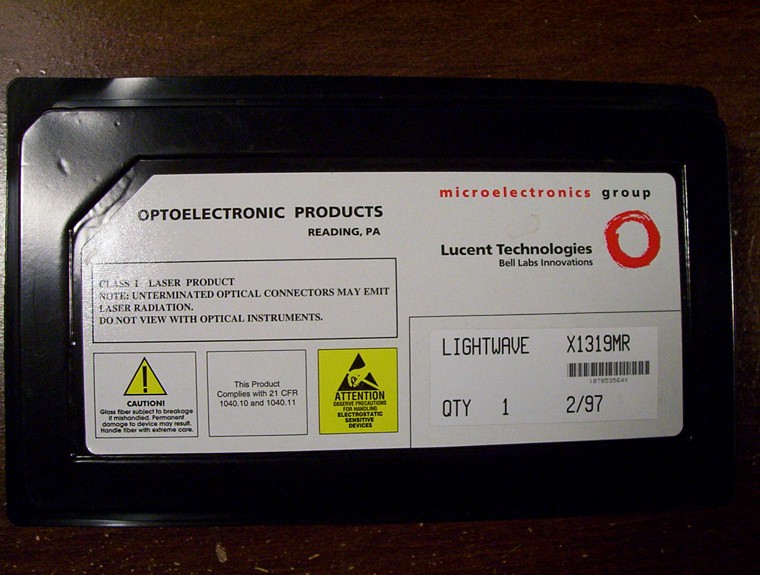 microelectronics group
OPTOELECTRONIC PRODUCTS
READING, PA
Lucent Technologies
Bell Labs Innovations
CLASS I LASER PRODUCT
NOTE: UNTERMINATED OPTICAL CONNECTORS MAY EMIT
LASER RADIATION.
DO NOT VIEW WITH OPTICAL INSTRUMENTS.
CAUTION!
Glass fiber subject to breakage
if mishandled. Permanent
damage to device may result.
Handle fiber with extreme care.
This Product
Complies with 21 CFR
1040.10 and 1040.11
ATTENTION
OBSERVE PRECAUTIONS
FOR HANDLING
ELECTROSTATIC
SENSITIVE
DEVICES
LIGHTWAVE X1319MR
QTY 1 2/97